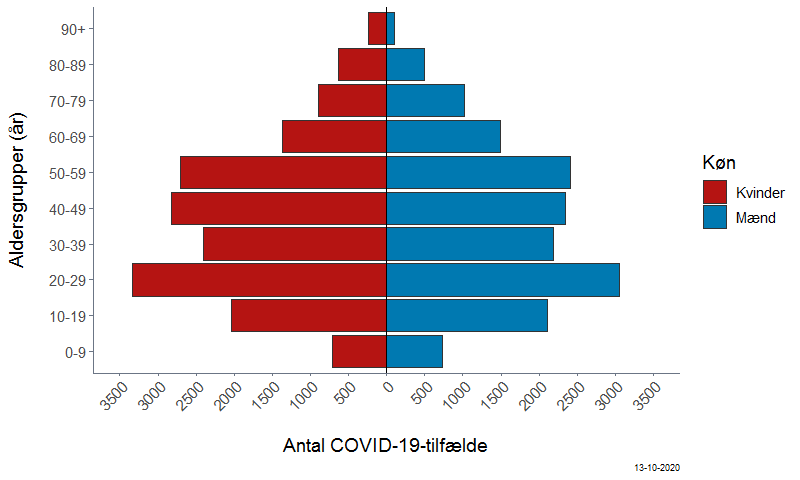 Aldersgrupper (år)
90+
80-89
70-79
60-69
50-59
40-49
30-39
20-29
10-19
0-9
3500 3000 2500 2000 1500 1000 500 0 500 1000 1500 2000 2500 3000 3500
Antal COVID-19-tilfælde
Køn
Kvinder
Mænd
13-10-2020